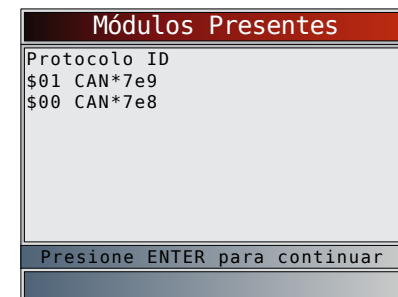 Módulos Presentes
Protocolo ID
$01 CAN*7e9
$00 CAN*7e8
Presione ENTER para continuar